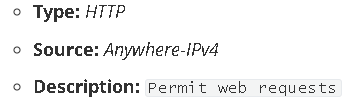 Type: HTTP
Source: Anywhere-IPv4
Description: Permit web requests